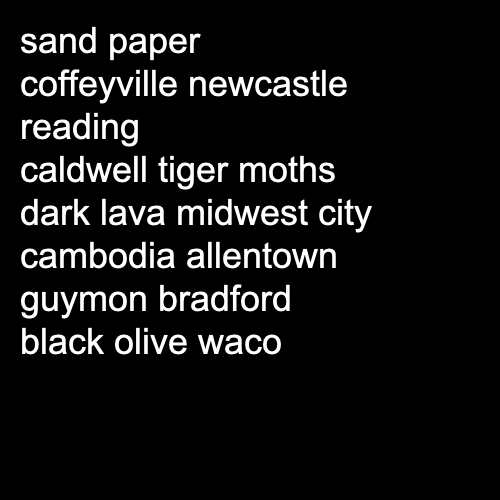 sand paper
coffeyville newcastle
reading
caldwell tiger moths
dark lava midwest city
cambodia allentown
guymon bradford
black olive waco